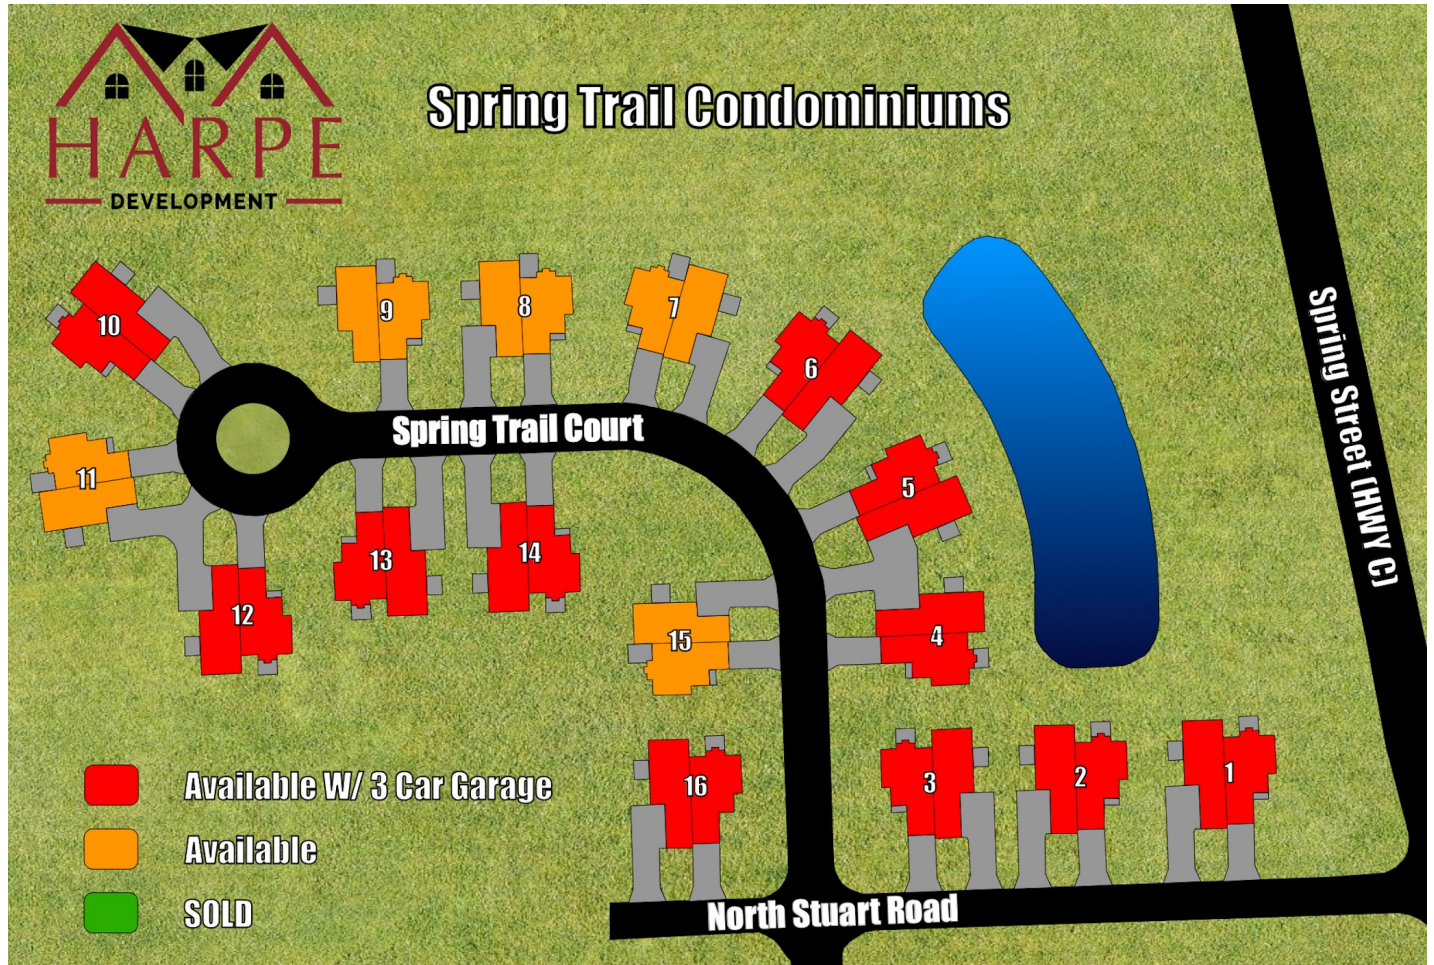 HARPE
DEVELOPMENT
Spring Trail Condominiums
10
9
8
7
6
Spring Street (HWY C)
Spring Trail Court
11
5
13
14
12
15
4
16
3
2
1
Available W/ 3 Car Garage
Available
SOLD
North Stuart Road